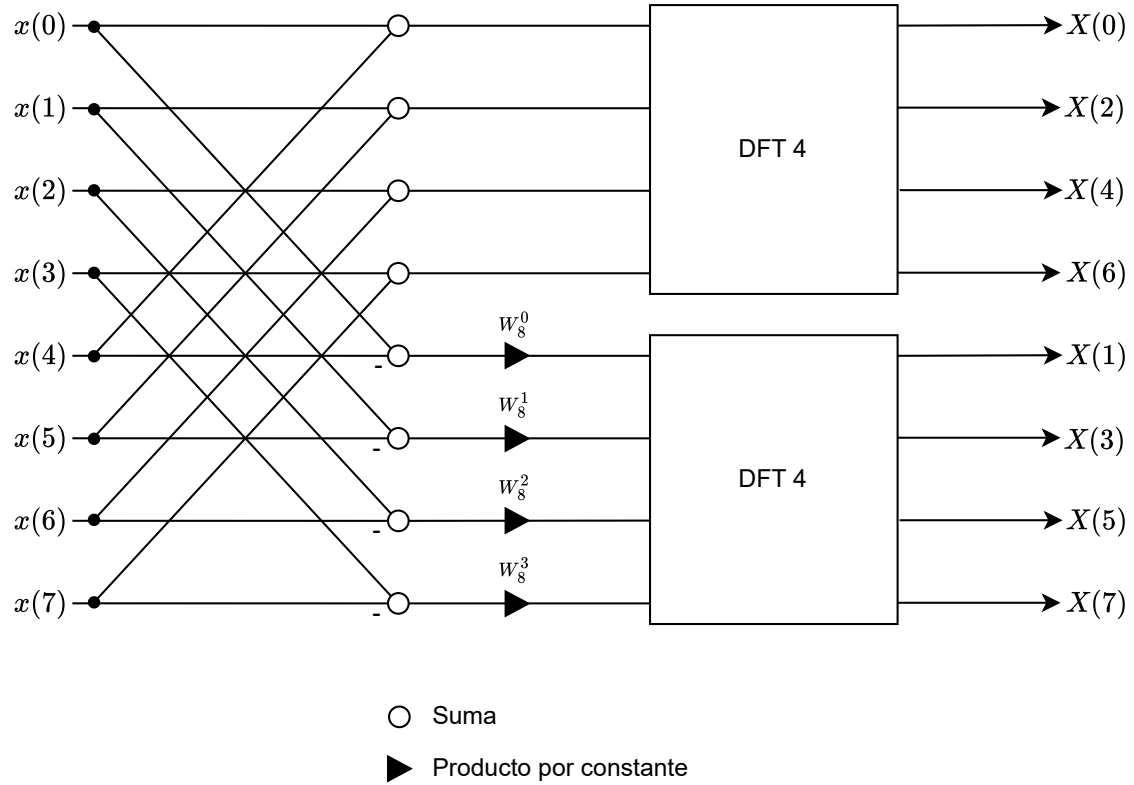 x(0) X(0)
x(1) X(2)
DFT 4
x(2) X(4)
x(3) X(6)
W_8^0
x(4) - X(1)
W_8^1
x(5) - X(3)
DFT 4
W_8^2
x(6) - X(5)
W_8^3
x(7) - X(7)
Suma
Producto por constante